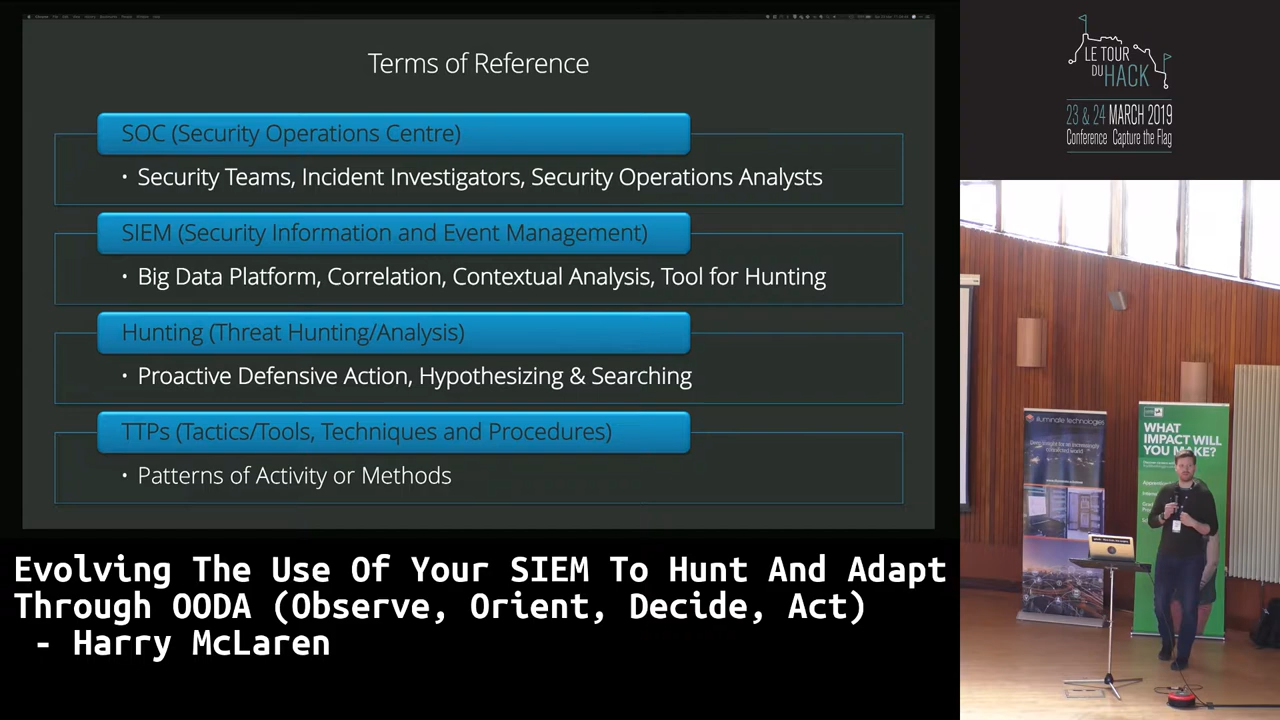 Terms of Reference
SOC (Security Operations Centre)
• Security Teams, Incident Investigators, Security Operations Analysts
SIEM (Security Information and Event Management)
• Big Data Platform, Correlation, Contextual Analysis, Tool for Hunting
Hunting (Threat Hunting/Analysis)
• Proactive Defensive Action, Hypothesizing & Searching
TTPs (Tactics/Tools, Techniques and Procedures)
• Patterns of Activity or Methods
Evolving The Use Of Your SIEM To Hunt And Adapt
Through OODA (Observe, Orient, Decide, Act)
- Harry McLaren
LE TOUR
DU HACK
23 & 24 MARCH 2019
Conference Capture the Flag
illuminate technologies
WHAT
IMPACT WILL
YOU MAKE?